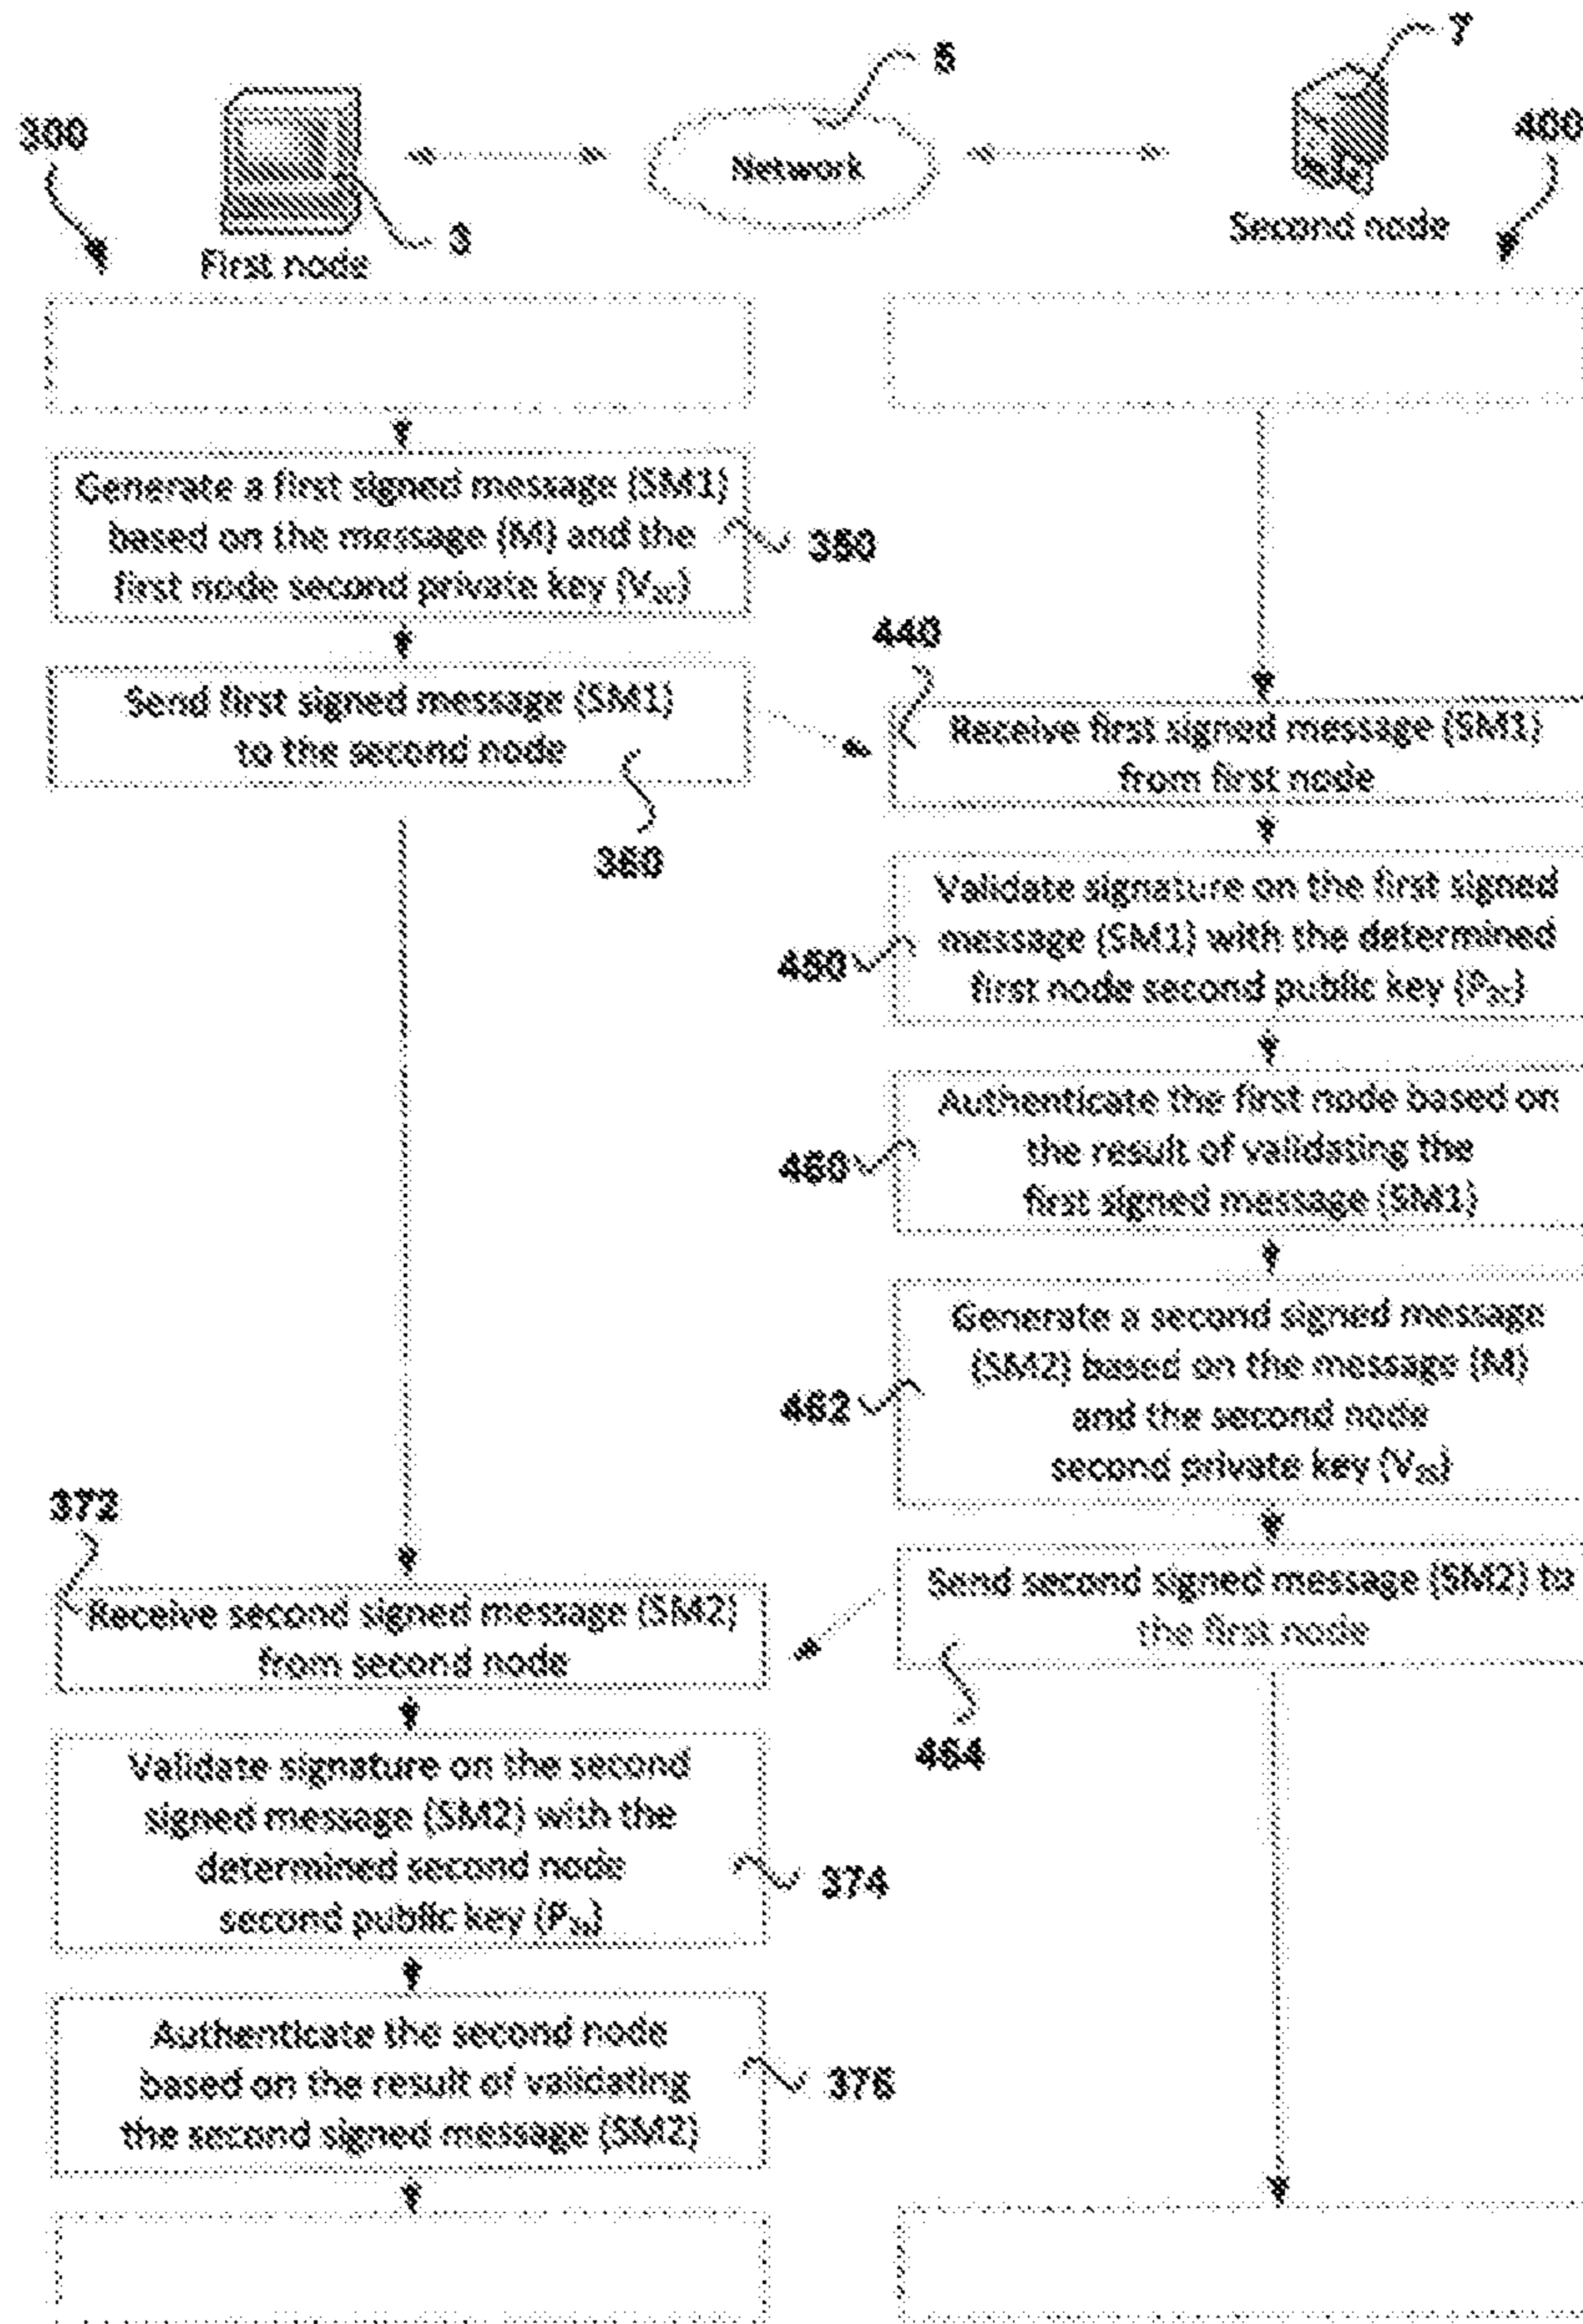 5
7
300
400
Network
3
First node
Second node
Generate a first signed message (SM1)
based on the message (M) and the
first node second private key (V₂C)
350
440
Send first signed message (SM1)
to the second node
360
Receive first signed message (SM1)
from first node
Validate signature on the first signed
message (SM1) with the determined
first node second public key (P₂C)
450
Authenticate the first node based on
the result of validating the
first signed message (SM1)
460
Generate a second signed message
(SM2) based on the message (M)
and the second node
second private key (V₂S)
462
Send second signed message (SM2) to
the first node
464
372
Receive second signed message (SM2)
from second node
Validate signature on the second
signed message (SM2) with the
determined second node
second public key (P₂S)
374
Authenticate the second node
based on the result of validating
the second signed message (SM2)
376